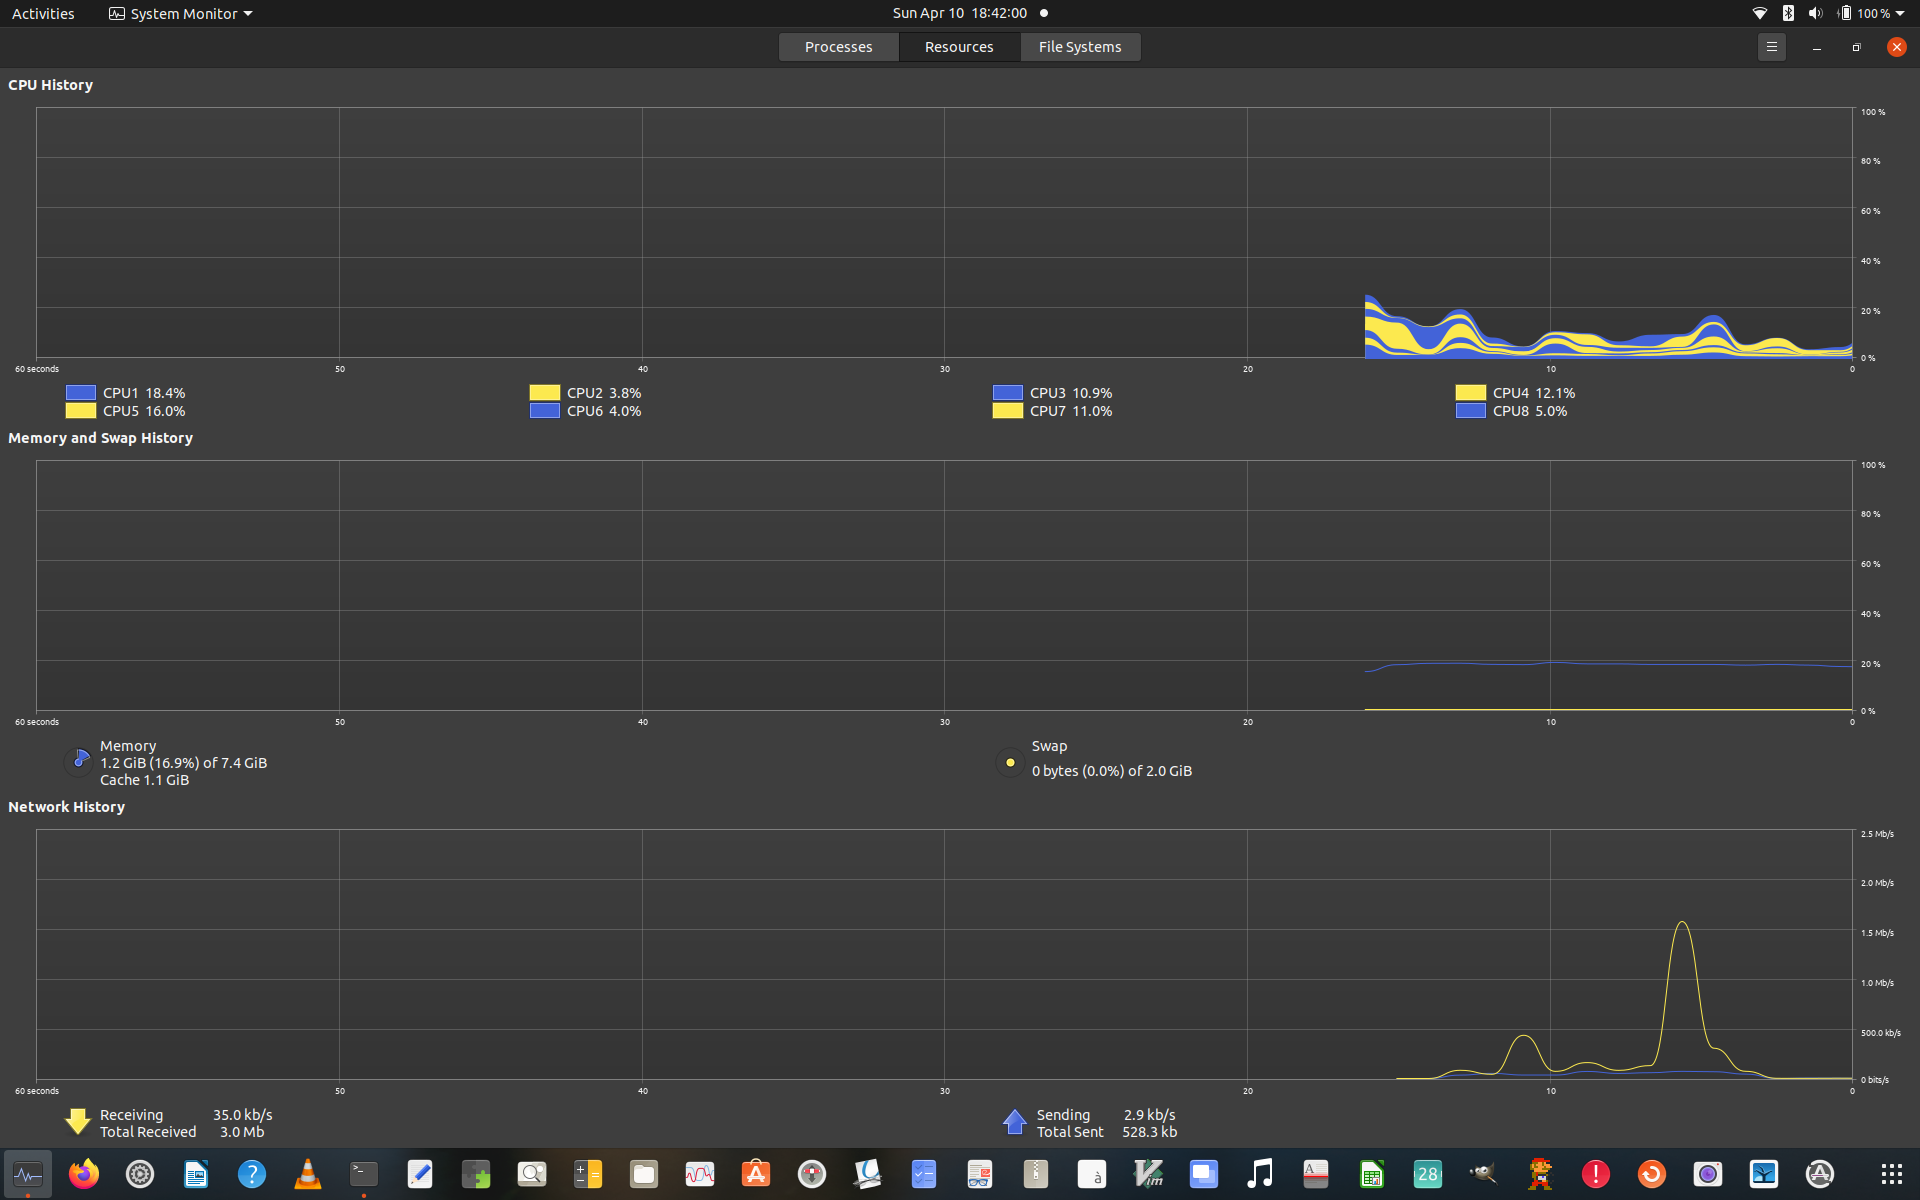 Activities System Monitor Sun Apr 10 18:42:00 100 %
Processes Resources File Systems
CPU History
100 %
80 %
60 %
40 %
20 %
0 %
60 seconds 50 40 30 20 10 0
CPU1 18.4% CPU2 3.8% CPU3 10.9% CPU4 12.1%
CPU5 16.0% CPU6 4.0% CPU7 11.0% CPU8 5.0%
Memory and Swap History
100 %
80 %
60 %
40 %
20 %
0 %
60 seconds 50 40 30 20 10 0
Memory
1.2 GiB (16.9%) of 7.4 GiB
Cache 1.1 GiB
Swap
0 bytes (0.0%) of 2.0 GiB
Network History
2.5 Mb/s
2.0 Mb/s
1.5 Mb/s
1.0 Mb/s
500.0 kb/s
0 bits/s
60 seconds 50 40 30 20 10 0
Receiving 35.0 kb/s
Total Received 3.0 Mb
Sending 2.9 kb/s
Total Sent 528.3 kb
? >_ A à Vim A 28 !